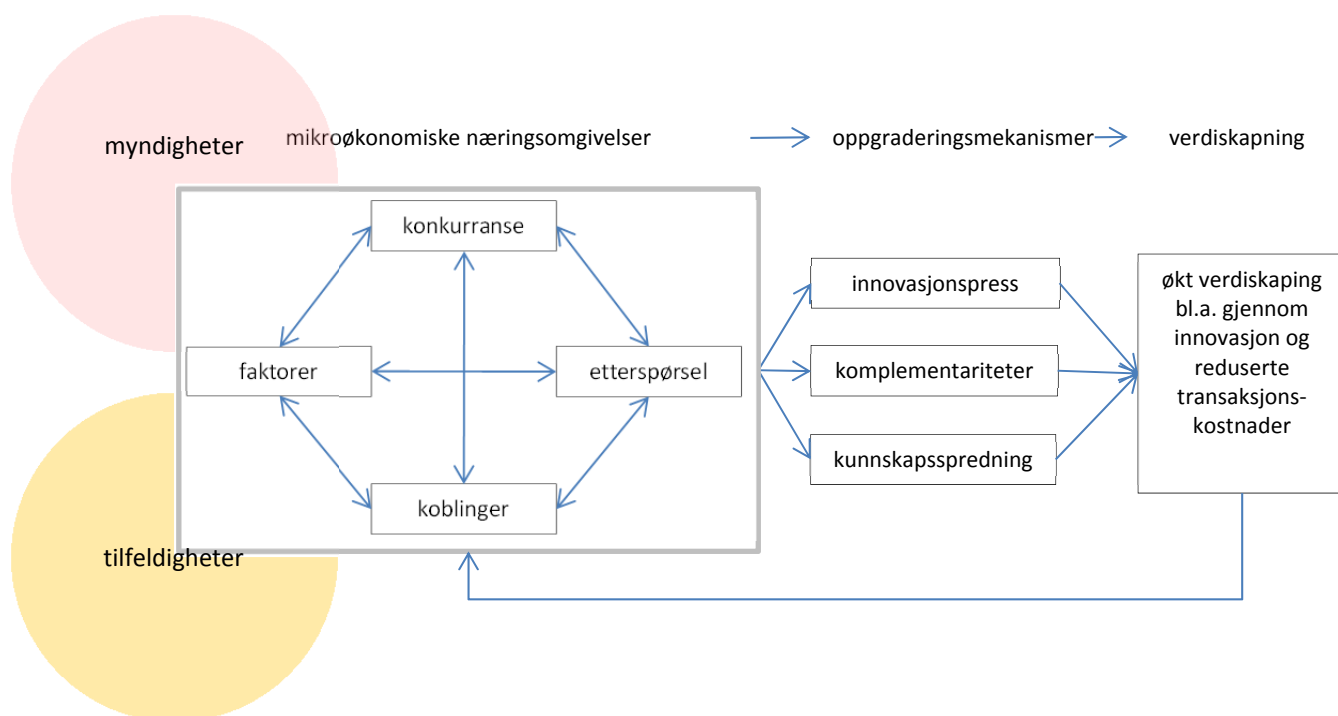 myndigheter
mikroøkonomiske næringsomgivelser
oppgraderingsmekanismer
verdiskapning
konkurranse
faktorer
etterspørsel
koblinger
tilfeldigheter
innovasjonspress
komplementariteter
kunnskapsspredning
økt verdiskaping
bl.a. gjennom
innovasjon og
reduserte
transaksjons-
kostnader